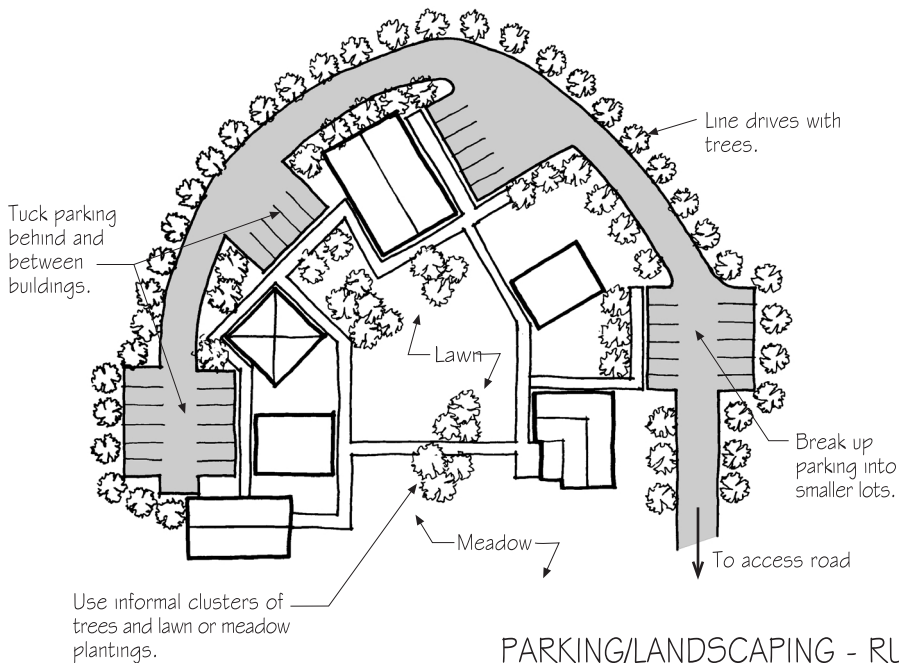 Line drives with
trees.
Tuck parking
behind and
between
buildings.
Lawn
Break up
parking into
smaller lots.
Meadow
To access road
Use informal clusters of
trees and lawn or meadow
plantings.
PARKING/LANDSCAPING - RU